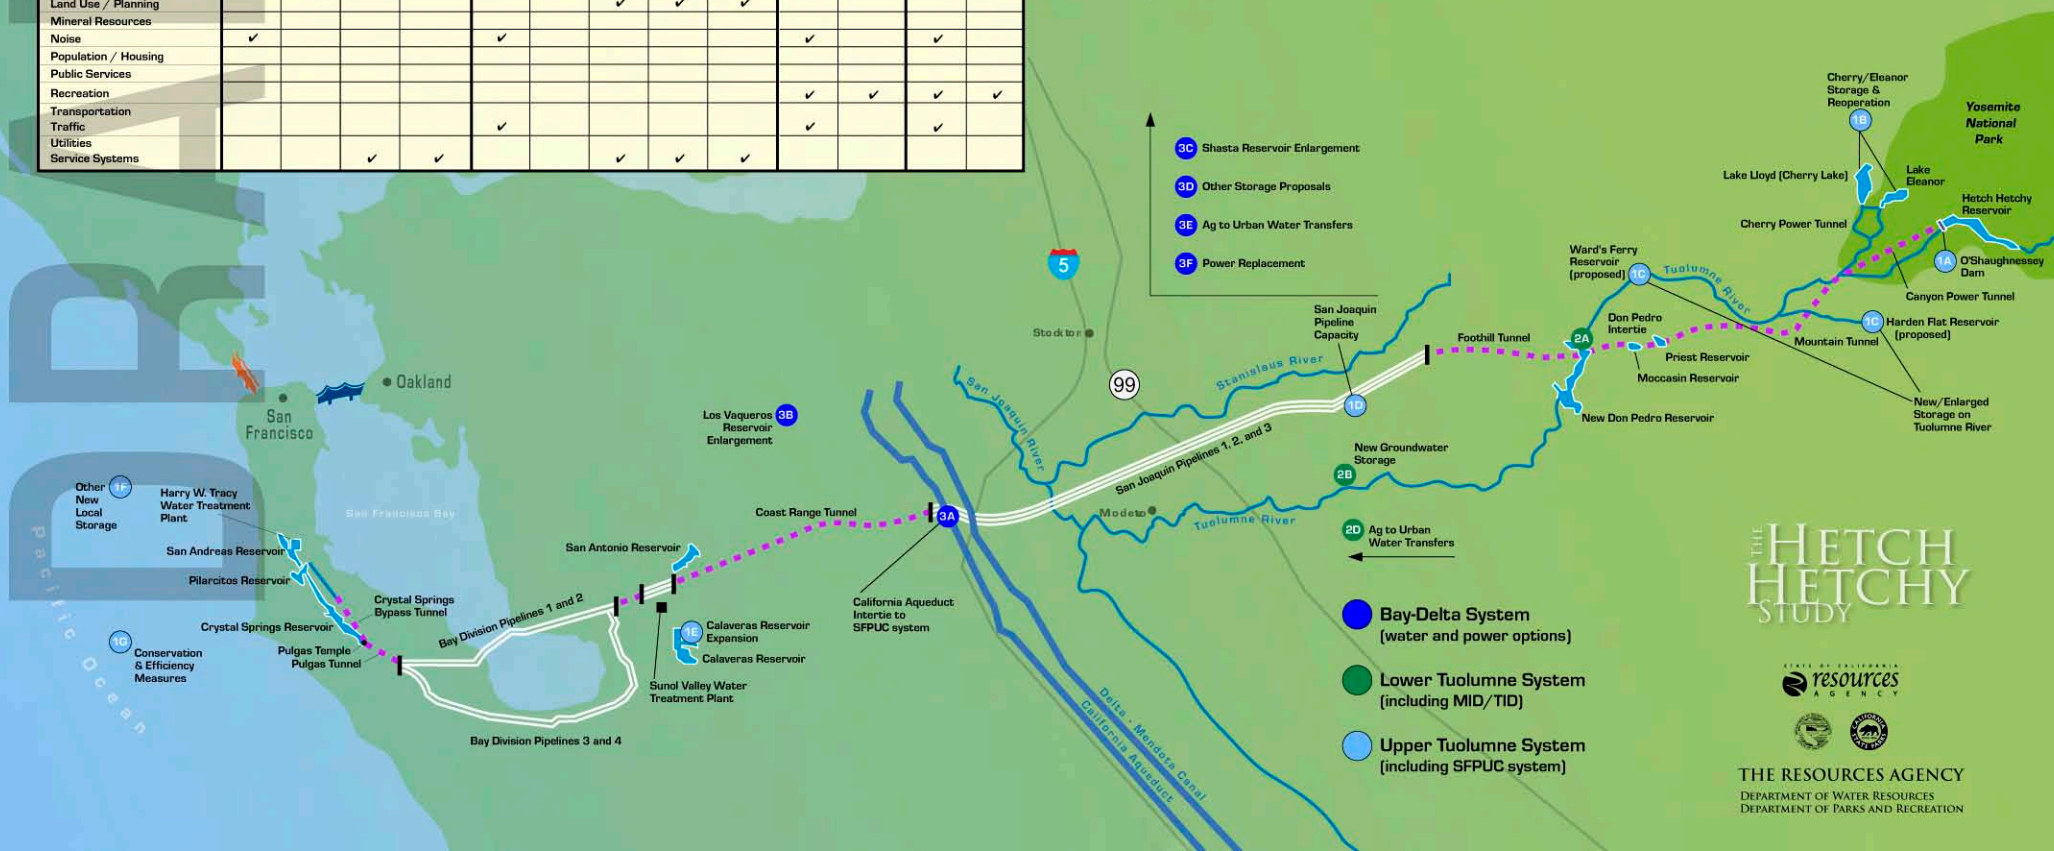 Land Use / Planning
Mineral Resources
Noise
Population / Housing
Public Services
Recreation
Transportation
Traffic
Utilities
Service Systems
DRA
3C Shasta Reservoir Enlargement
3D Other Storage Proposals
3E Ag to Urban Water Transfers
3F Power Replacement
5
99
Stockton
San Joaquin
Pipeline
Capacity
1D
Foothill Tunnel
Stanislaus River
San Joaquin River
San Joaquin Pipelines 1, 2, and 3
Modesto
Tuolumne River
New Groundwater
Storage
2B
2D Ag to Urban
Water Transfers
Cherry/Eleanor
Storage &
Reoperation
1B
Yosemite
National
Park
Lake Lloyd (Cherry Lake)
Lake
Eleanor
Hetch Hetchy
Reservoir
Cherry Power Tunnel
1A O'Shaughnessey
Dam
Canyon Power Tunnel
Ward's Ferry
Reservoir
(proposed) 1C
Tuolumne River
1C Harden Flat Reservoir
(proposed)
Mountain Tunnel
2A
Don Pedro
Intertie
Priest Reservoir
Moccasin Reservoir
New Don Pedro Reservoir
New/Enlarged
Storage on
Tuolumne River
Oakland
San
Francisco
San Francisco Bay
Pacific Ocean
Los Vaqueros 3B
Reservoir
Enlargement
Other 1F
New
Local
Storage
Harry W. Tracy
Water Treatment
Plant
San Andreas Reservoir
Pilarcitos Reservoir
Crystal Springs
Bypass Tunnel
Crystal Springs Reservoir
Pulgas Temple
Pulgas Tunnel
1G
Conservation
& Efficiency
Measures
Bay Division Pipelines 1 and 2
Bay Division Pipelines 3 and 4
San Antonio Reservoir
Coast Range Tunnel
3A
California Aqueduct
Intertie to
SFPUC system
1E Calaveras Reservoir
Expansion
Calaveras Reservoir
Sunol Valley Water
Treatment Plant
Delta - Mendota Canal
California Aqueduct
Bay-Delta System
(water and power options)
Lower Tuolumne System
(including MID/TID)
Upper Tuolumne System
(including SFPUC system)
THE HETCH
HETCHY
STUDY
STATE OF CALIFORNIA
resources
AGENCY
CALIFORNIA
STATE PARKS
THE RESOURCES AGENCY
DEPARTMENT OF WATER RESOURCES
DEPARTMENT OF PARKS AND RECREATION